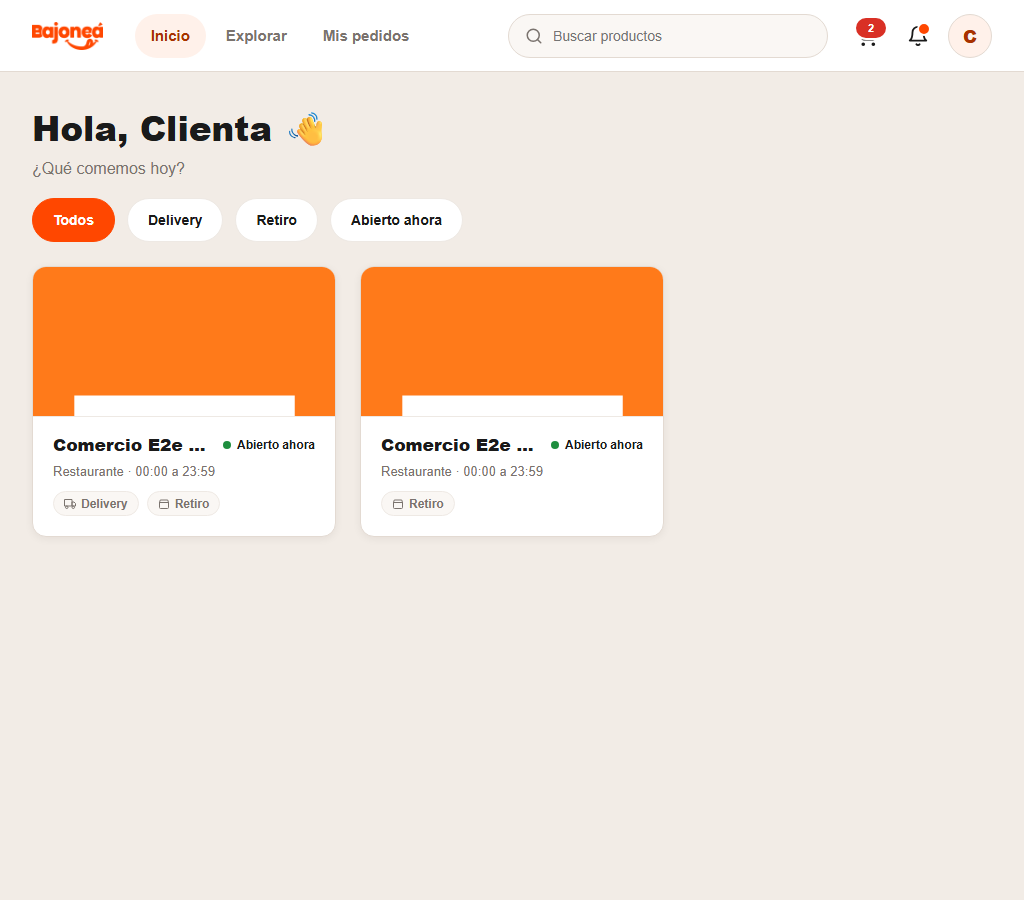 Bajoneá
Inicio
Explorar
Mis pedidos
Buscar productos
2
C
Hola, Clienta 👋
¿Qué comemos hoy?
Todos
Delivery
Retiro
Abierto ahora
Comercio E2e ...
Abierto ahora
Restaurante · 00:00 a 23:59
Delivery
Retiro
Comercio E2e ...
Abierto ahora
Restaurante · 00:00 a 23:59
Retiro